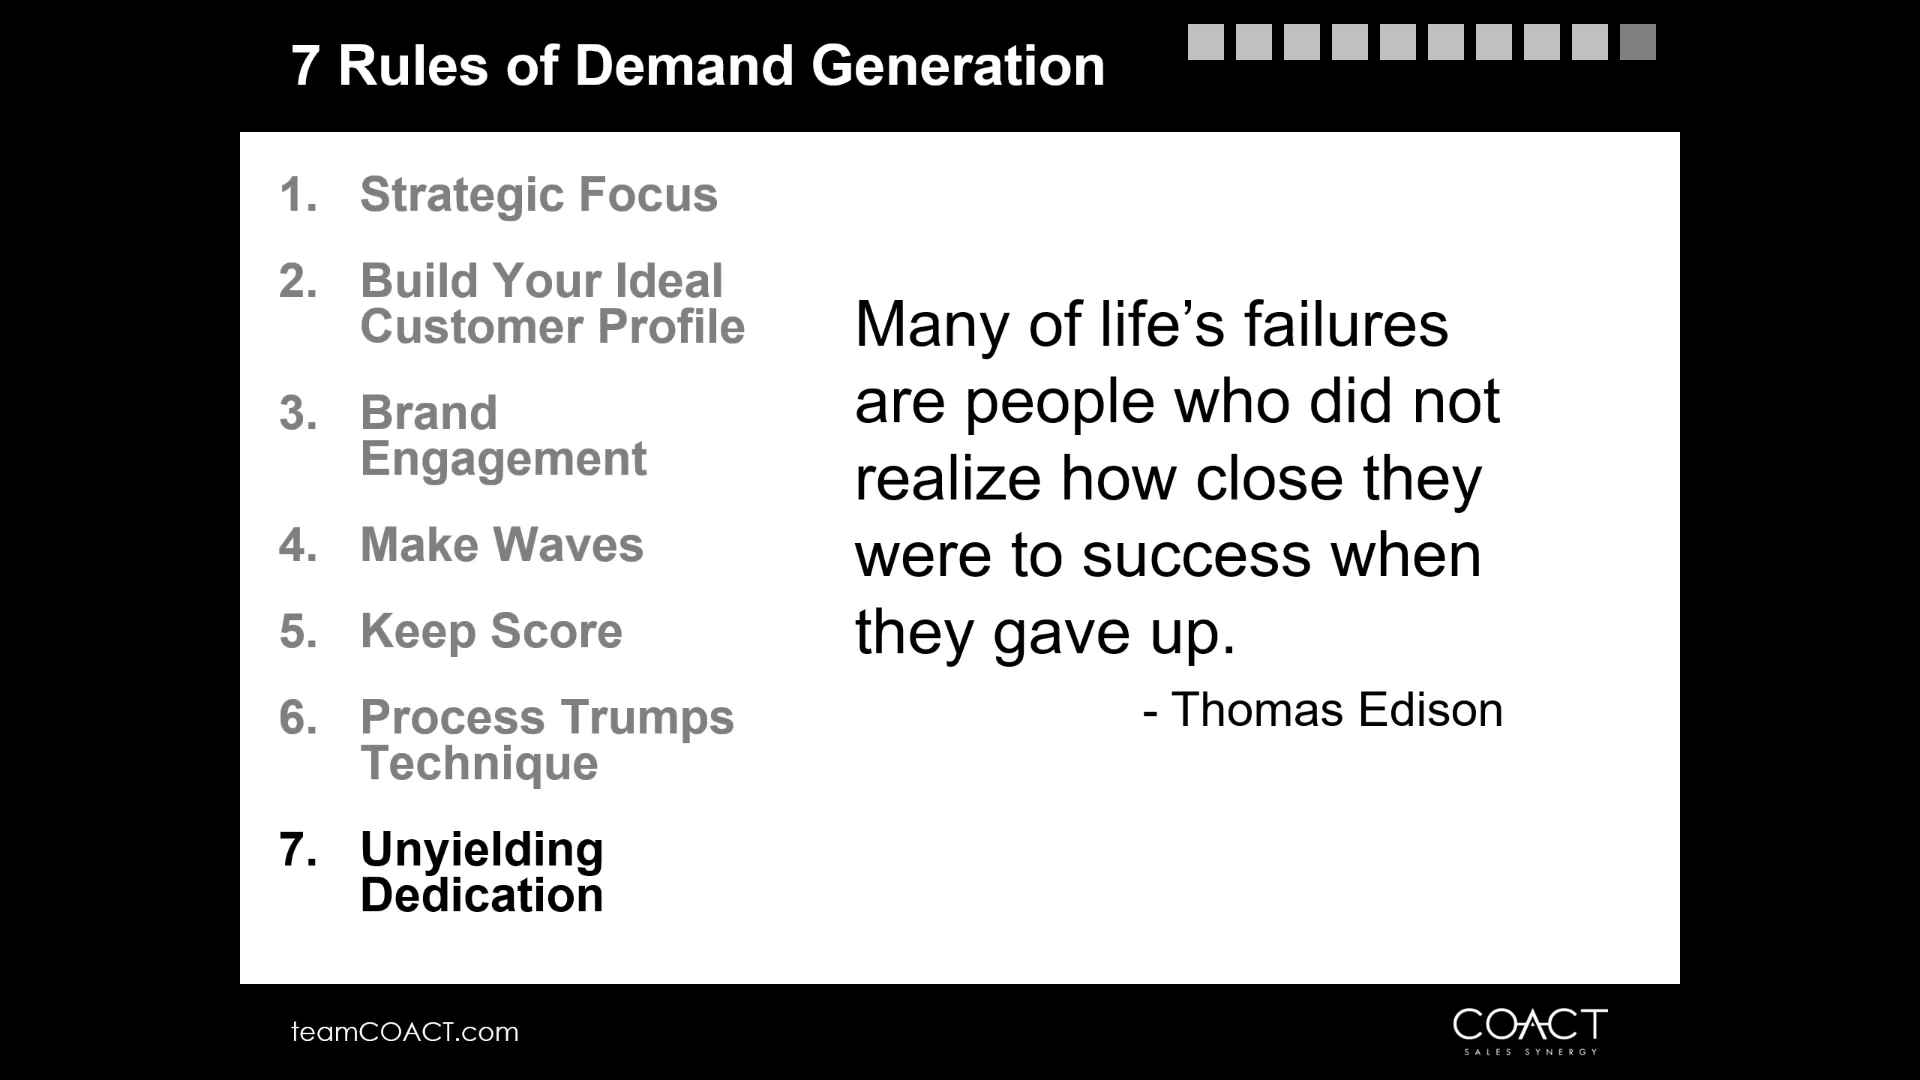 7 Rules of Demand Generation
1. Strategic Focus
2. Build Your Ideal
Customer Profile
3. Brand
Engagement
4. Make Waves
5. Keep Score
6. Process Trumps
Technique
7. Unyielding
Dedication
Many of life’s failures
are people who did not
realize how close they
were to success when
they gave up.
- Thomas Edison
teamCOACT.com
COACT
SALES SYNERGY